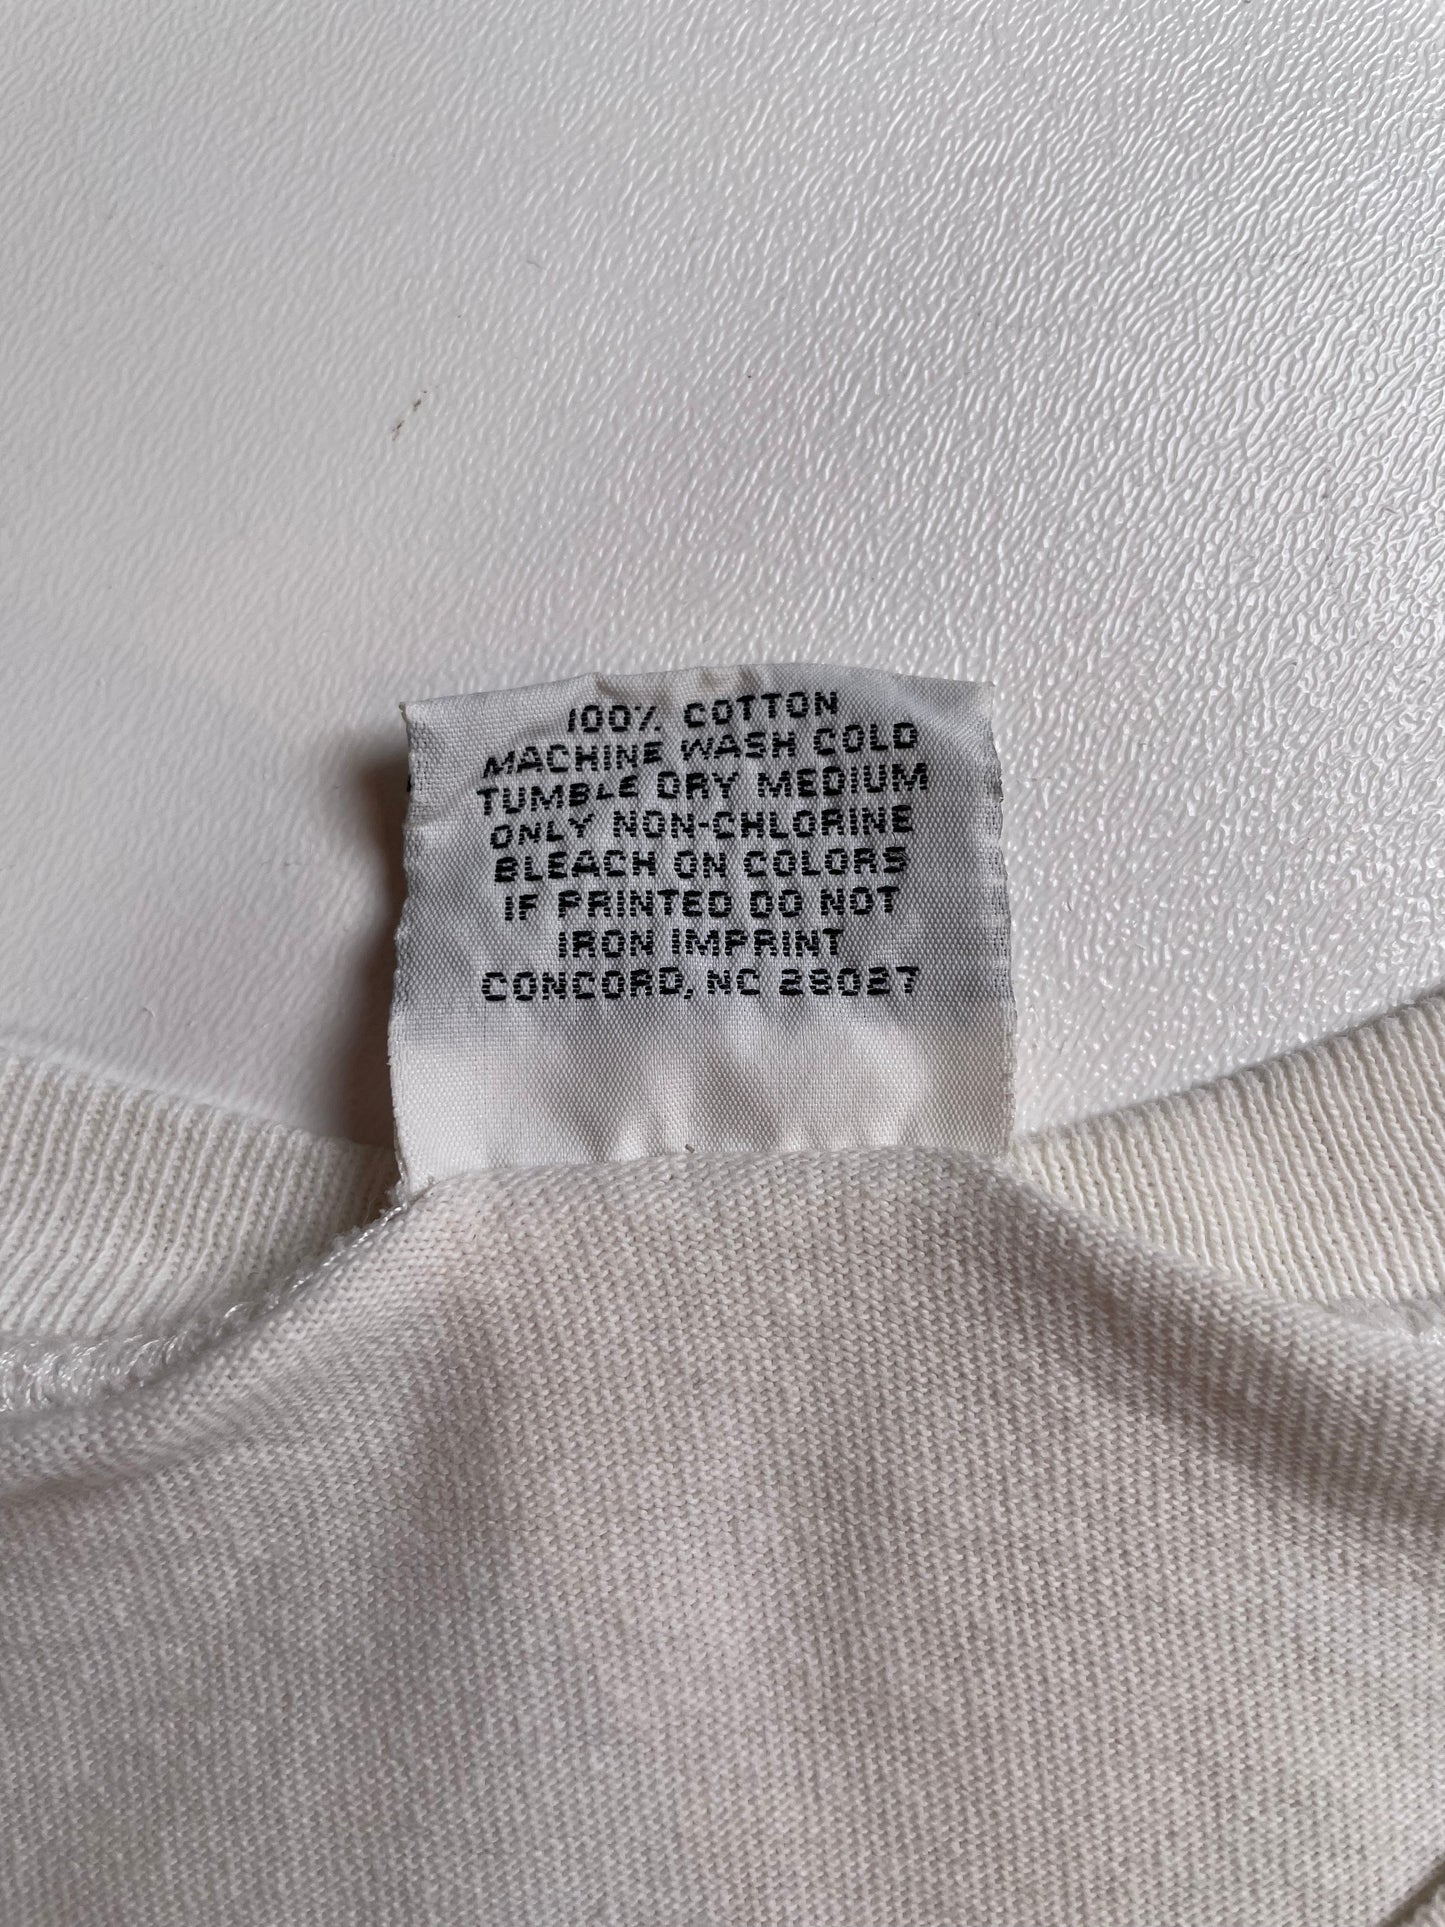 100% COTTON
MACHINE WASH COLD
TUMBLE DRY MEDIUM
ONLY NON-CHLORINE
BLEACH ON COLORS
IF PRINTED DO NOT
IRON IMPRINT
CONCORD, NC 28027